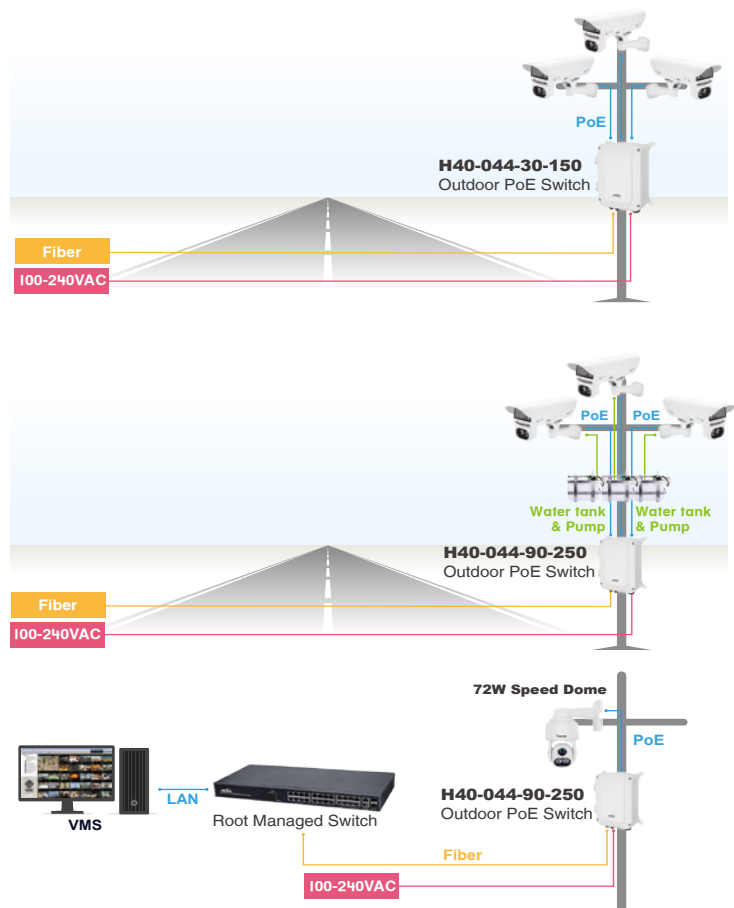 PoE
H40-044-30-150
Outdoor PoE Switch
Fiber
100-240VAC
PoE
PoE
Water tank
& Pump
Water tank
& Pump
H40-044-90-250
Outdoor PoE Switch
Fiber
100-240VAC
72W Speed Dome
PoE
LAN
VMS
Root Managed Switch
H40-044-90-250
Outdoor PoE Switch
Fiber
100-240VAC